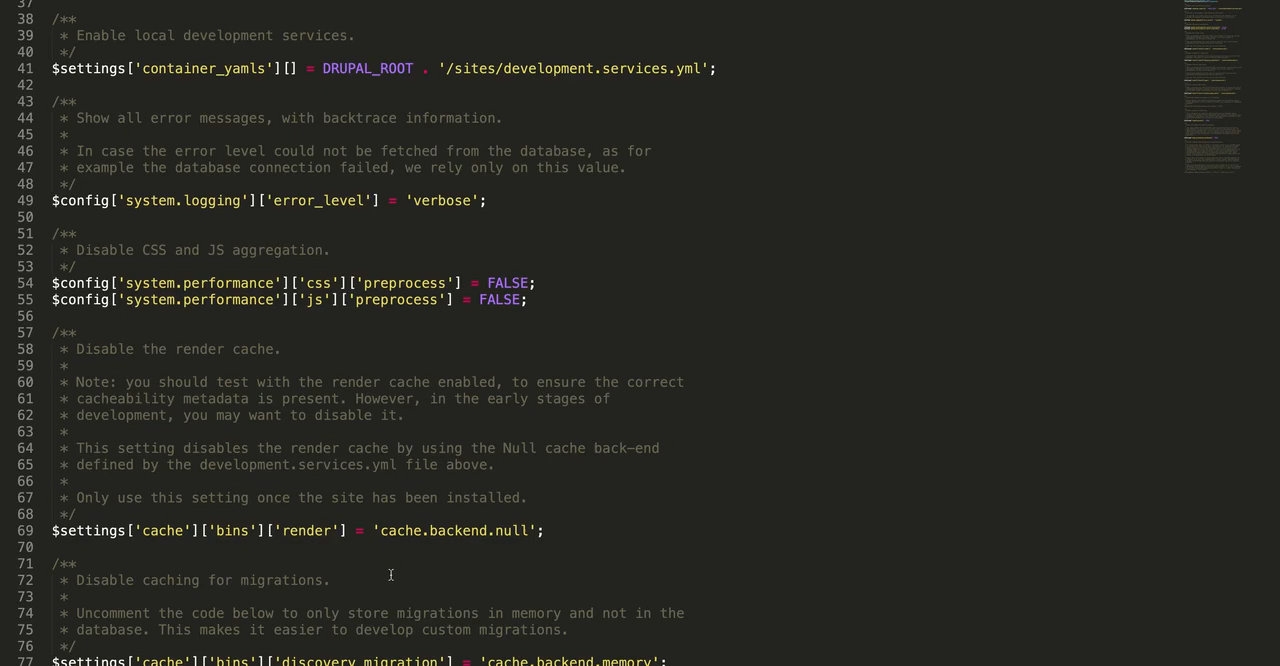 37
38 /**
39  * Enable local development services.
40  */
41 $settings['container_yamls'][] = DRUPAL_ROOT . '/sites/development.services.yml';
42
43 /**
44  * Show all error messages, with backtrace information.
45  *
46  * In case the error level could not be fetched from the database, as for
47  * example the database connection failed, we rely only on this value.
48  */
49 $config['system.logging']['error_level'] = 'verbose';
50
51 /**
52  * Disable CSS and JS aggregation.
53  */
54 $config['system.performance']['css']['preprocess'] = FALSE;
55 $config['system.performance']['js']['preprocess'] = FALSE;
56
57 /**
58  * Disable the render cache.
59  *
60  * Note: you should test with the render cache enabled, to ensure the correct
61  * cacheability metadata is present. However, in the early stages of
62  * development, you may want to disable it.
63  *
64  * This setting disables the render cache by using the Null cache back-end
65  * defined by the development.services.yml file above.
66  *
67  * Only use this setting once the site has been installed.
68  */
69 $settings['cache']['bins']['render'] = 'cache.backend.null';
70
71 /**
72  * Disable caching for migrations.
73  *
74  * Uncomment the code below to only store migrations in memory and not in the
75  * database. This makes it easier to develop custom migrations.
76  */
77 $settings['cache']['bins']['discovery_migration'] = 'cache.backend.memory';